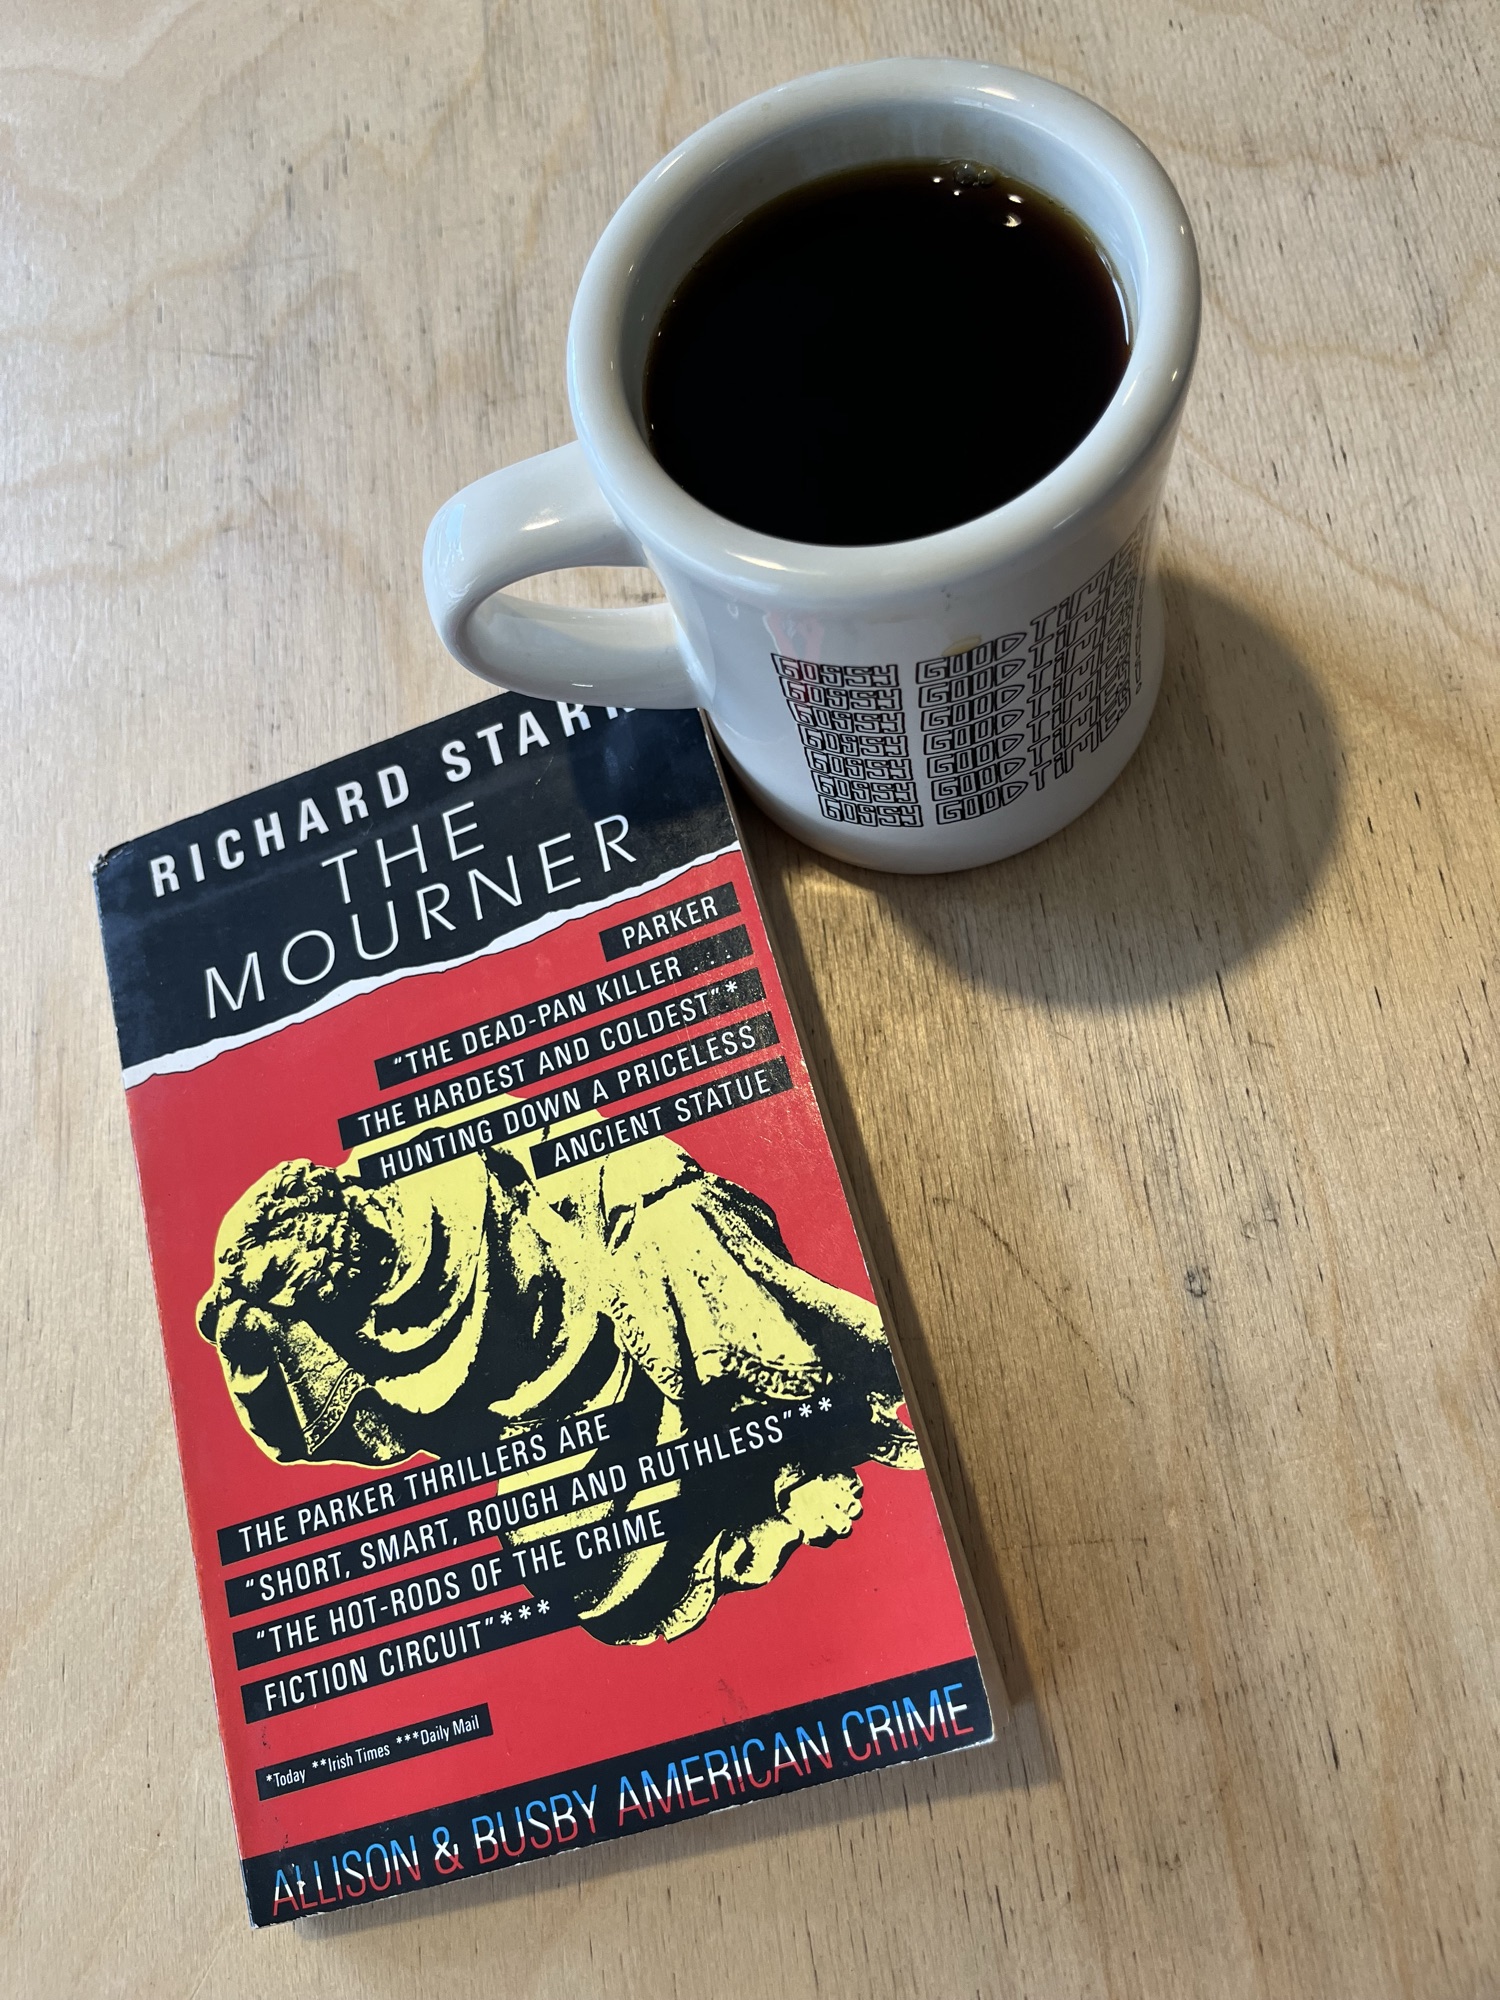 GOSSY GOOD TIMES
GOSSY GOOD TIMES
GOSSY GOOD TIMES
GOSSY GOOD TIMES
GOSSY GOOD TIMES
GOSSY GOOD TIMES
GOSSY GOOD TIMES
RICHARD STARK
THE
MOURNER
PARKER
"THE DEAD-PAN KILLER . . .
THE HARDEST AND COLDEST"*
HUNTING DOWN A PRICELESS
ANCIENT STATUE
THE PARKER THRILLERS ARE
"SHORT, SMART, ROUGH AND RUTHLESS"**
"THE HOT-RODS OF THE CRIME
FICTION CIRCUIT"***
*Today **Irish Times ***Daily Mail
ALLISON & BUSBY AMERICAN CRIME